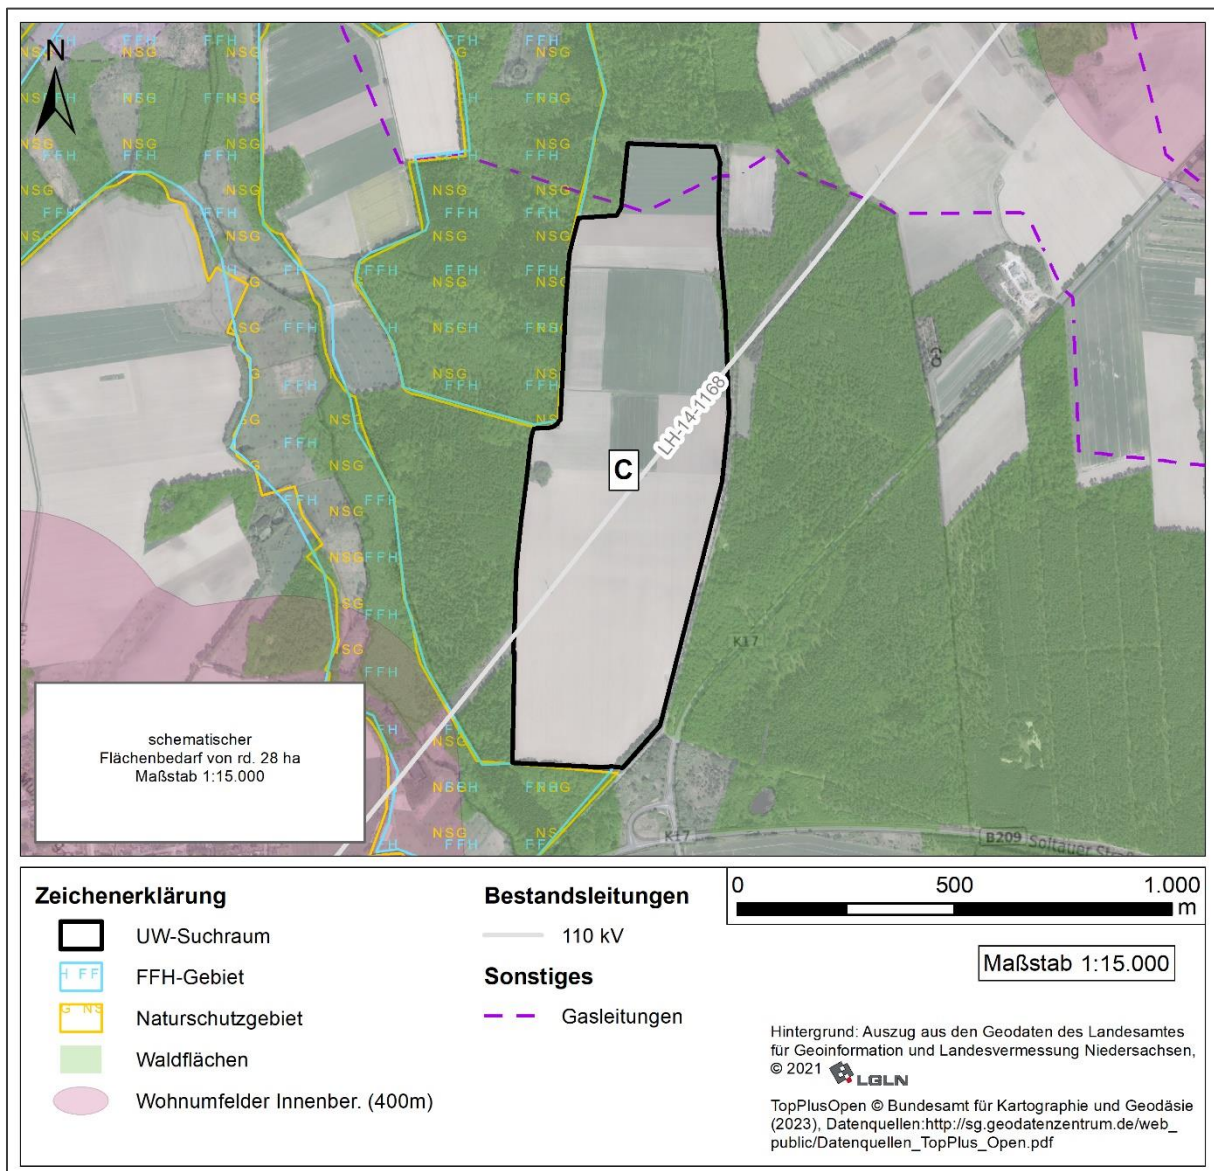 N
FFH
NSG
LH-14-1168
C
K17
K17
B209 Soltauer Straß
schematischer
Flächenbedarf von rd. 28 ha
Maßstab 1:15.000
Zeichenerklärung
UW-Suchraum
FFH-Gebiet
Naturschutzgebiet
Waldflächen
Wohnumfelder Innenber. (400m)
Bestandsleitungen
110 kV
Sonstiges
Gasleitungen
0 500 1.000
m
Maßstab 1:15.000
Hintergrund: Auszug aus den Geodaten des Landesamtes
für Geoinformation und Landesvermessung Niedersachsen,
© 2021 LGLN
TopPlusOpen © Bundesamt für Kartographie und Geodäsie
(2023), Datenquellen:http://sg.geodatenzentrum.de/web_
public/Datenquellen_TopPlus_Open.pdf